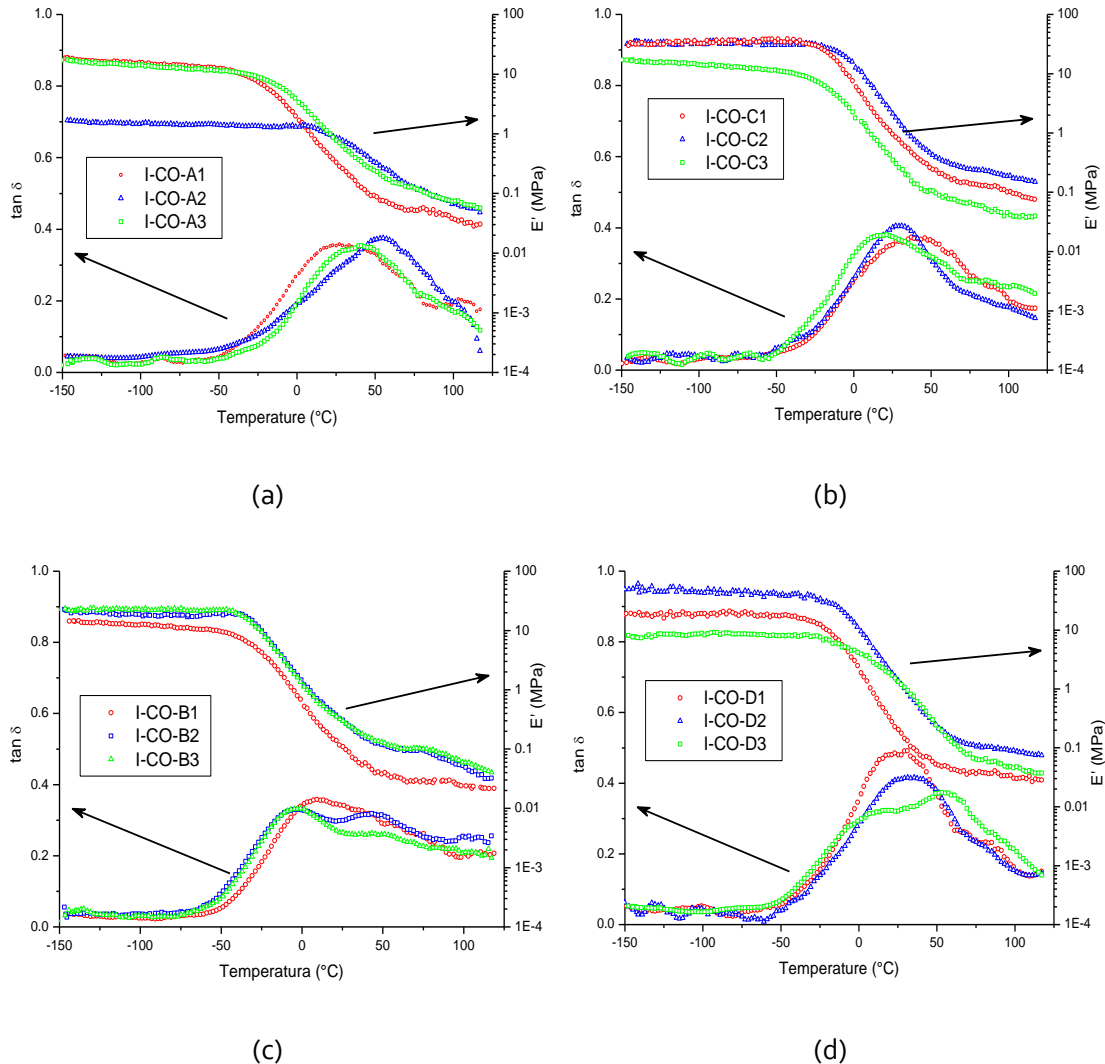 1.0
0.8
0.6
0.4
0.2
0.0
tan δ
100
10
1
0.1
0.01
1E-3
1E-4
E' (MPa)
I-CO-A1
I-CO-A2
I-CO-A3
-150 -100 -50 0 50 100
Temperature (°C)
(a)
1.0
0.8
0.6
0.4
0.2
0.0
tan δ
100
10
1
0.1
0.01
1E-3
1E-4
E' (MPa)
I-CO-C1
I-CO-C2
I-CO-C3
-150 -100 -50 0 50 100
Temperature (°C)
(b)
1.0
0.8
0.6
0.4
0.2
0.0
tan δ
100
10
1
0.1
0.01
1E-3
1E-4
E' (MPa)
I-CO-B1
I-CO-B2
I-CO-B3
-150 -100 -50 0 50 100
Temperatura (°C)
(c)
1.0
0.8
0.6
0.4
0.2
0.0
tan δ
100
10
1
0.1
0.01
1E-3
1E-4
E' (MPa)
I-CO-D1
I-CO-D2
I-CO-D3
-150 -100 -50 0 50 100
Temperature (°C)
(d)